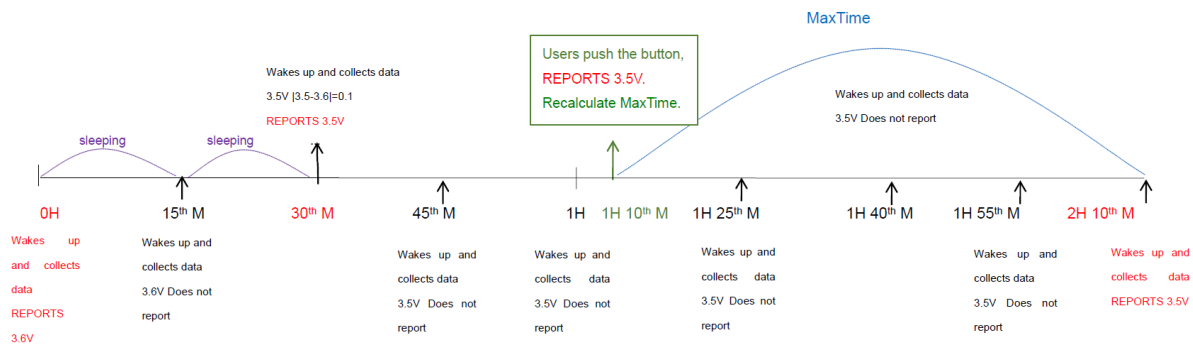 MaxTime
Users push the button,
REPORTS 3.5V.
Recalculate MaxTime.
Wakes up and collects data
3.5V |3.5-3.6|=0.1
REPORTS 3.5V
Wakes up and collects data
3.5V Does not report
sleeping
sleeping
0H
15th M
30th M
45th M
1H
1H 10th M
1H 25th M
1H 40th M
1H 55th M
2H 10th M
Wakes up
and collects
data
REPORTS
3.6V
Wakes up and
collects data
3.6V Does not
report
Wakes up and
collects data
3.5V Does not
report
Wakes up and
collects data
3.5V Does not
report
Wakes up and
collects data
3.5V Does not
report
Wakes up and
collects data
3.5V Does not
report
Wakes up and
collects data
REPORTS 3.5V